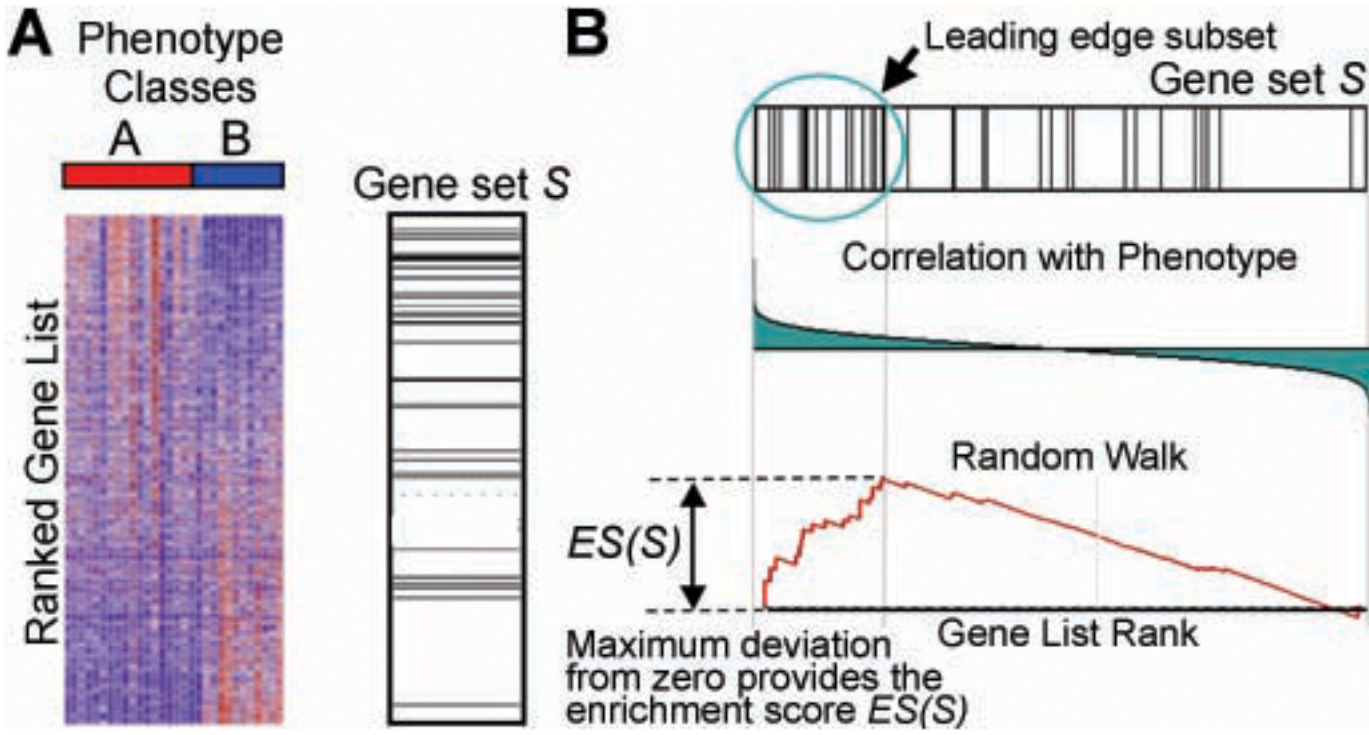 A
Phenotype
Classes
A B
Ranked Gene List
Gene set S
B
Leading edge subset
Gene set S
Correlation with Phenotype
Random Walk
ES(S)
Gene List Rank
Maximum deviation
from zero provides the
enrichment score ES(S)